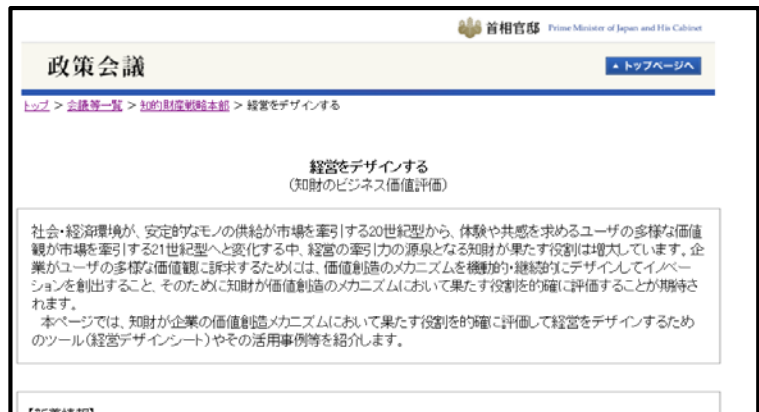 首相官邸 Prime Minister of Japan and His Cabinet
政策会議
▲ トップページへ
トップ > 会議等一覧 > 知的財産戦略本部 > 経営をデザインする
経営をデザインする
(知財のビジネス価値評価)
社会・経済環境が、安定的なモノの供給が市場を牽引する20世紀型から、体験や共感を求めるユーザの多様な価値
観が市場を牽引する21世紀型へと変化する中、経営の牽引力の源泉となる知財が果たす役割は増大しています。企
業がユーザの多様な価値観に訴求するためには、価値創造のメカニズムを機動的・継続的にデザインしてイノベー
ションを創出すること、そのために知財が価値創造のメカニズムにおいて果たす役割を的確に評価することが期待さ
れます。
本ページでは、知財が企業の価値創造メカニズムにおいて果たす役割を的確に評価して経営をデザインするため
のツール(経営デザインシート)やその活用事例等を紹介します。